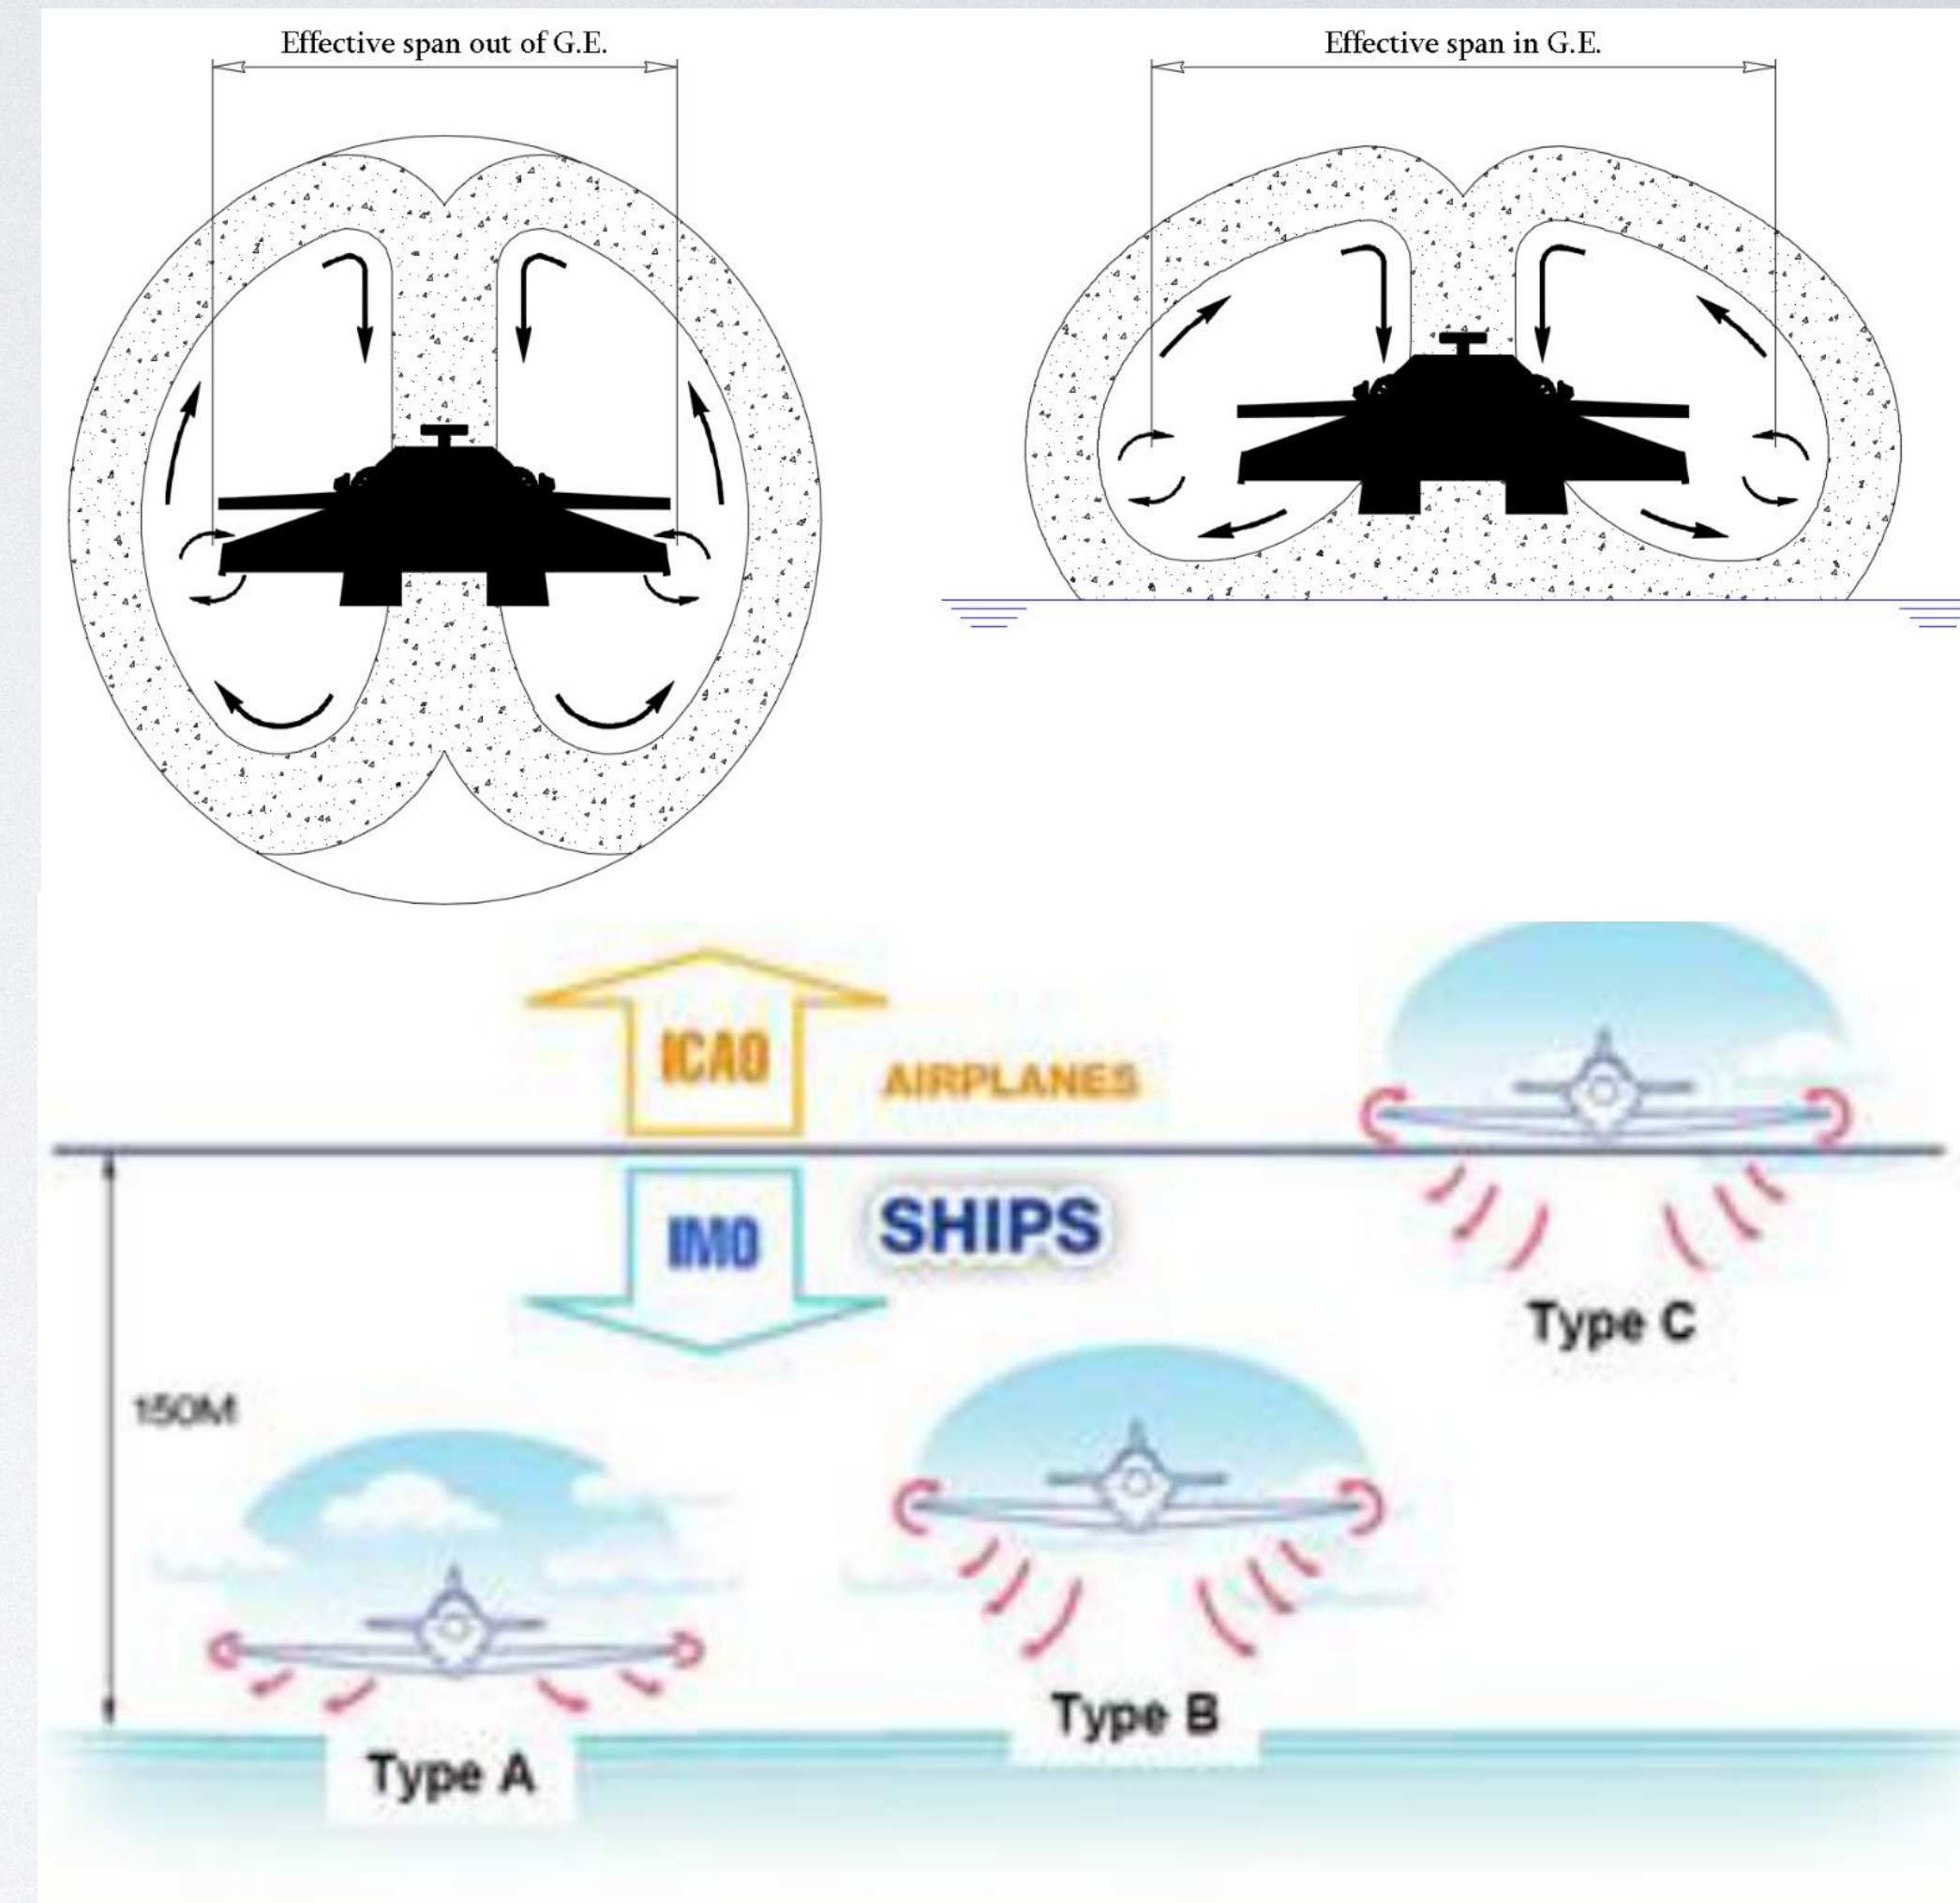 Effective span out of G.E.
Effective span in G.E.
ICAO
AIRPLANES
IMO
SHIPS
Type C
150M
Type B
Type A